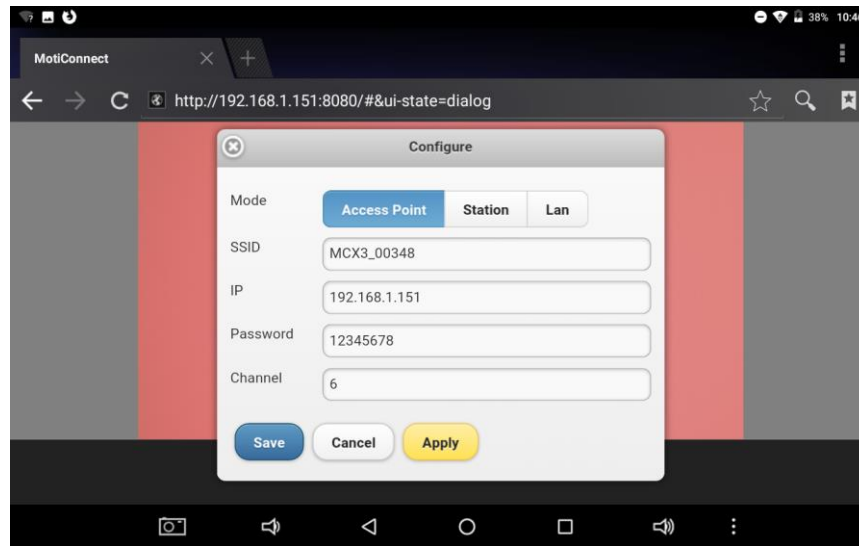 38% 10:4
MotiConnect
http://192.168.1.151:8080/#&ui-state=dialog
Configure
Mode
Access Point Station Lan
SSID
MCX3_00348
IP
192.168.1.151
Password
12345678
Channel
6
Save Cancel Apply